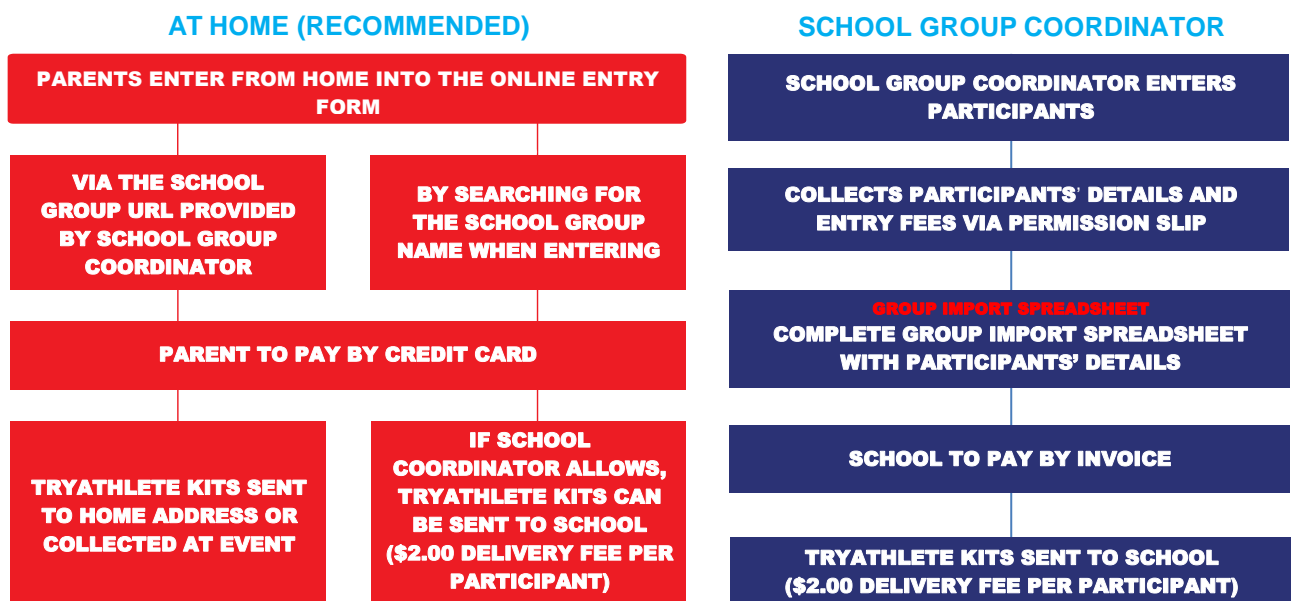 AT HOME (RECOMMENDED)
PARENTS ENTER FROM HOME INTO THE ONLINE ENTRY
FORM
VIA THE SCHOOL
GROUP URL PROVIDED
BY SCHOOL GROUP
COORDINATOR
BY SEARCHING FOR
THE SCHOOL GROUP
NAME WHEN ENTERING
PARENT TO PAY BY CREDIT CARD
TRYATHLETE KITS SENT
TO HOME ADDRESS OR
COLLECTED AT EVENT
IF SCHOOL
COORDINATOR ALLOWS,
TRYATHLETE KITS CAN
BE SENT TO SCHOOL
($2.00 DELIVERY FEE PER
PARTICIPANT)
SCHOOL GROUP COORDINATOR
SCHOOL GROUP COORDINATOR ENTERS
PARTICIPANTS
COLLECTS PARTICIPANTS' DETAILS AND
ENTRY FEES VIA PERMISSION SLIP
GROUP IMPORT SPREADSHEET
COMPLETE GROUP IMPORT SPREADSHEET
WITH PARTICIPANTS’ DETAILS
SCHOOL TO PAY BY INVOICE
TRYATHLETE KITS SENT TO SCHOOL
($2.00 DELIVERY FEE PER PARTICIPANT)